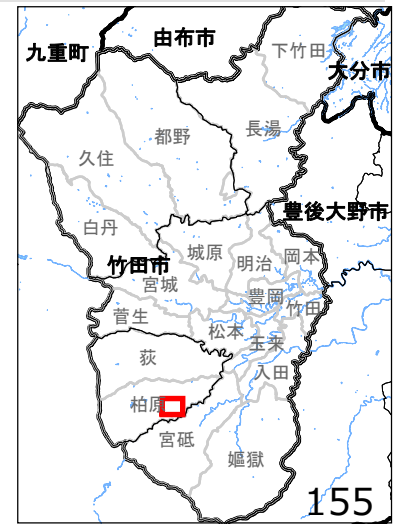 由布市
九重町
下竹田
大分市
都野
長湯
久住
豊後大野市
白丹
城原
岡本
明治
竹田市
宮城
豊岡
竹田
菅生
松本
玉来
荻
入田
柏原
宮砥
嫗獄
155